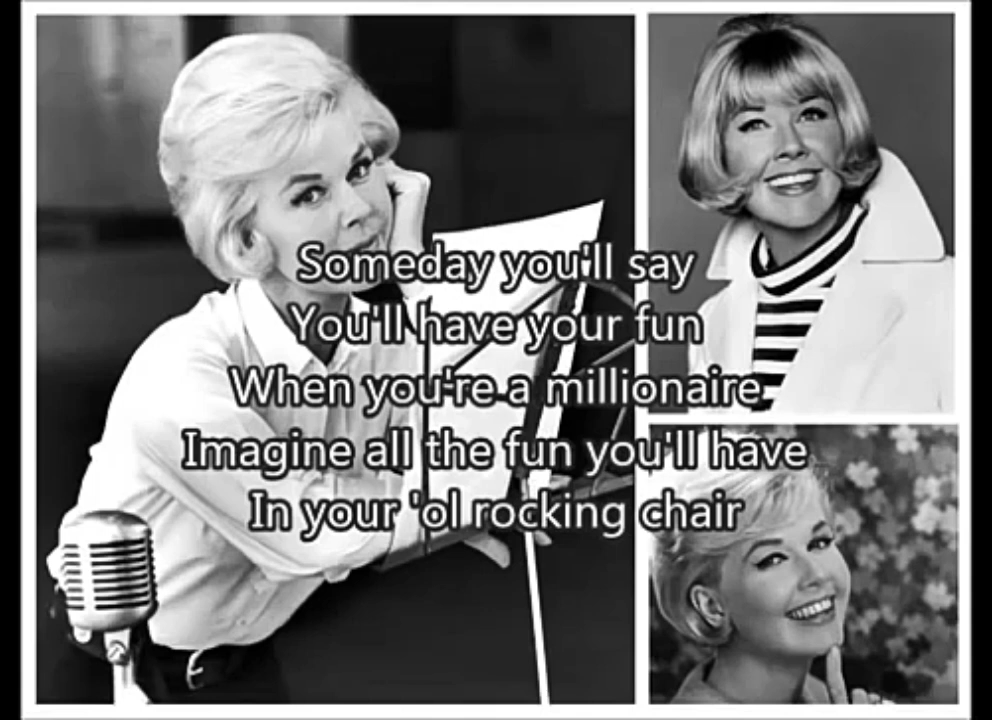 Someday you'll say
You'll have your fun
When you're a millionaire
Imagine all the fun you'll have
In your 'ol rocking chair